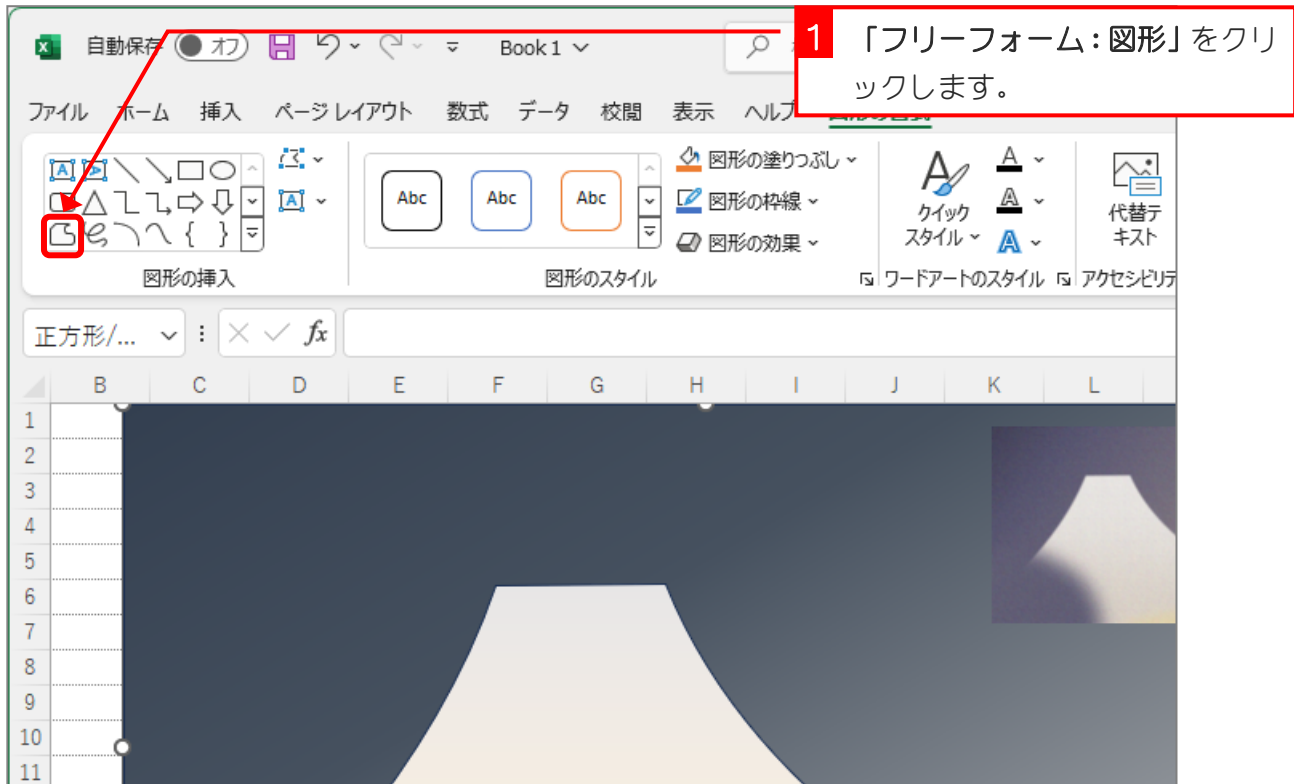 1 「フリーフォーム：図形」をクリ
ックします。
自動保存 オフ Book1
ファイル ホーム 挿入 ページ レイアウト 数式 データ 校閲 表示 ヘルプ
A A Abc Abc Abc 図形の塗りつぶし
図形の枠線
図形の効果
A クイック
スタイル
A
A
A
代替テ
キスト
図形の挿入 図形のスタイル ワードアートのスタイル アクセシビリテ
正方形/... fx
B C D E F G H I J K L
1
2
3
4
5
6
7
8
9
10
11